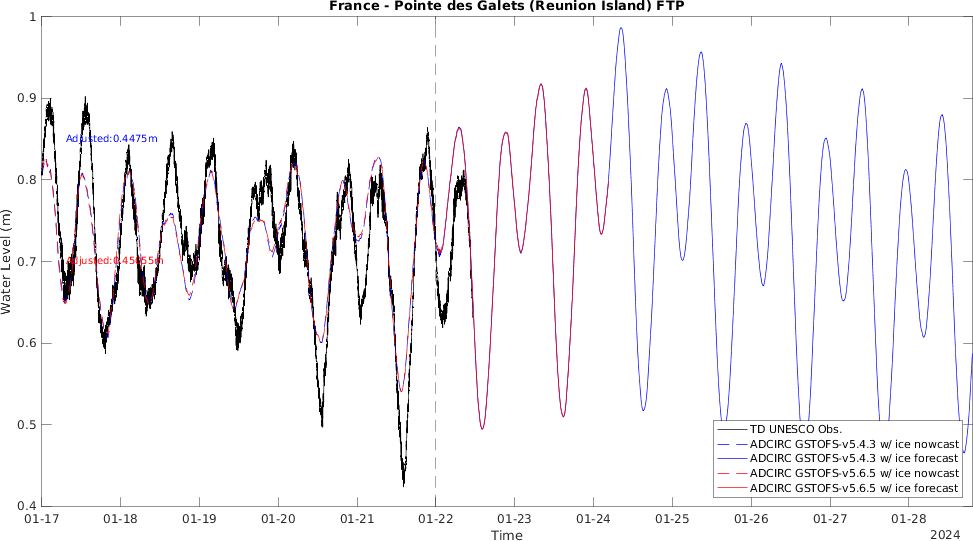 France - Pointe des Galets (Reunion Island) FTP
1
0.9
0.8
0.7
0.6
0.5
0.4
Water Level (m)
Adjusted:0.4475m
TD UNESCO Obs.
ADCIRC GSTOFS-v5.4.3 w/ ice nowcast
ADCIRC GSTOFS-v5.4.3 w/ ice forecast
ADCIRC GSTOFS-v5.6.5 w/ ice nowcast
ADCIRC GSTOFS-v5.6.5 w/ ice forecast
01-17 01-18 01-19 01-20 01-21 01-22 01-23 01-24 01-25 01-26 01-27 01-28
Time
2024